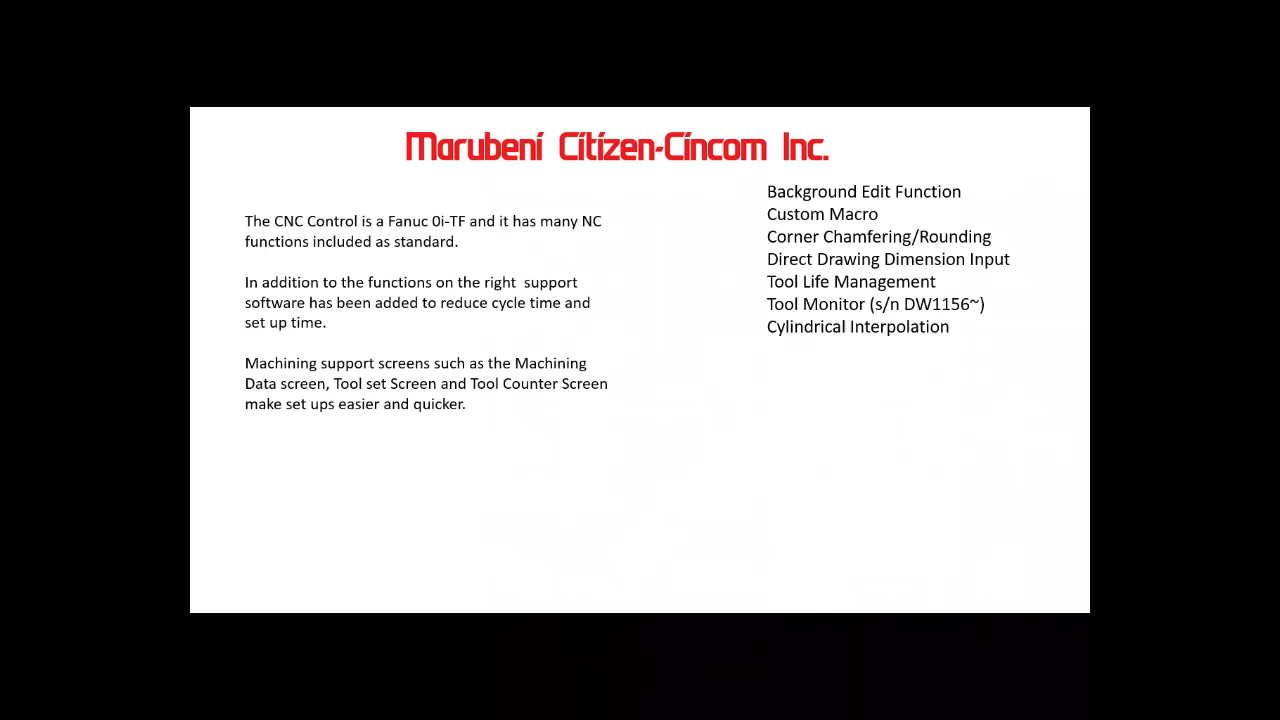 Marubeni Citizen-Cincom Inc.
The CNC Control is a Fanuc 0i-TF and it has many NC
functions included as standard.
In addition to the functions on the right support
software has been added to reduce cycle time and
set up time.
Machining support screens such as the Machining
Data screen, Tool set Screen and Tool Counter Screen
make set ups easier and quicker.
Background Edit Function
Custom Macro
Corner Chamfering/Rounding
Direct Drawing Dimension Input
Tool Life Management
Tool Monitor (s/n DW1156~)
Cylindrical Interpolation